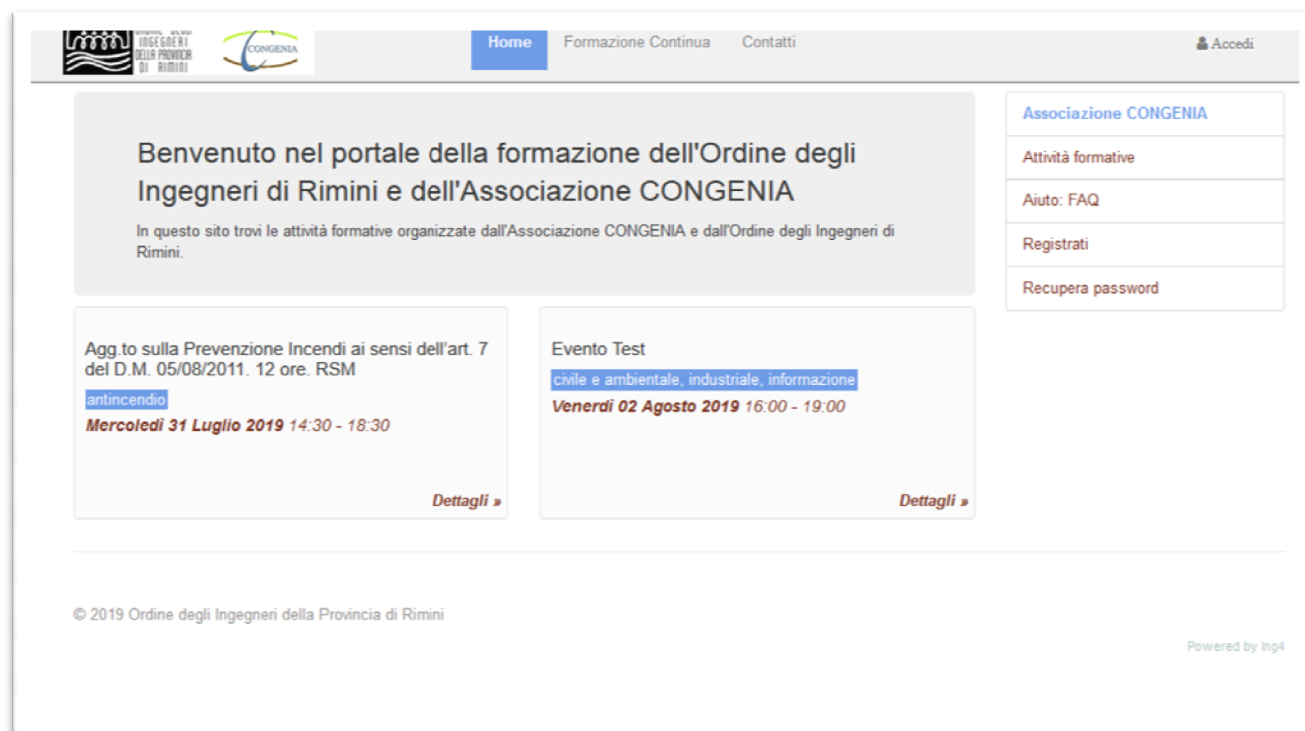 INGEGNERI
DELLA PROVINCIA
DI RIMINI
CONGENIA
Home Formazione Continua Contatti
Accedi
Benvenuto nel portale della formazione dell'Ordine degli
Ingegneri di Rimini e dell'Associazione CONGENIA
In questo sito trovi le attività formative organizzate dall'Associazione CONGENIA e dall'Ordine degli Ingegneri di
Rimini.
Associazione CONGENIA
Attività formative
Aiuto: FAQ
Registrati
Recupera password
Agg.to sulla Prevenzione Incendi ai sensi dell'art. 7
del D.M. 05/08/2011. 12 ore. RSM
antincendio
Mercoledì 31 Luglio 2019 14:30 - 18:30
Dettagli »
Evento Test
civile e ambientale, industriale, informazione
Venerdì 02 Agosto 2019 16:00 - 19:00
Dettagli »
© 2019 Ordine degli Ingegneri della Provincia di Rimini
Powered by Ing4